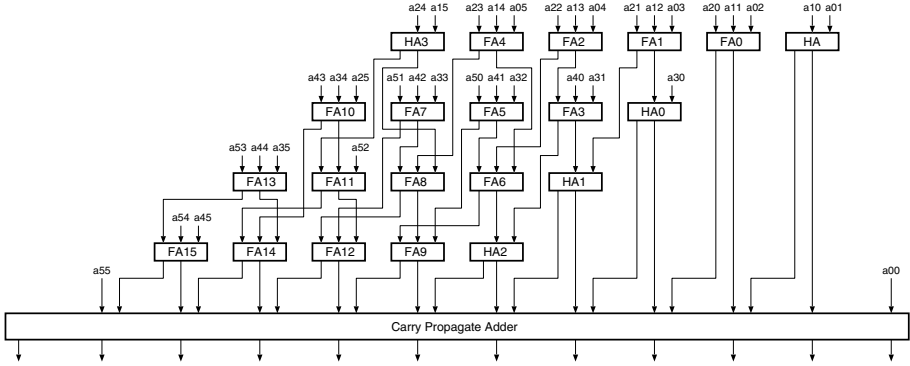 a24 a15 a23 a14 a05 a22 a13 a04 a21 a12 a03 a20 a11 a02 a10 a01
HA3 FA4 FA2 FA1 FA0 HA
a43 a34 a25 a51 a42 a33 a50 a41 a32 a40 a31 a30
FA10 FA7 FA5 FA3 HA0
a53 a44 a35 a52
FA13 FA11 FA8 FA6 HA1
a54 a45
FA15 FA14 FA12 FA9 HA2
a55 a00
Carry Propagate Adder